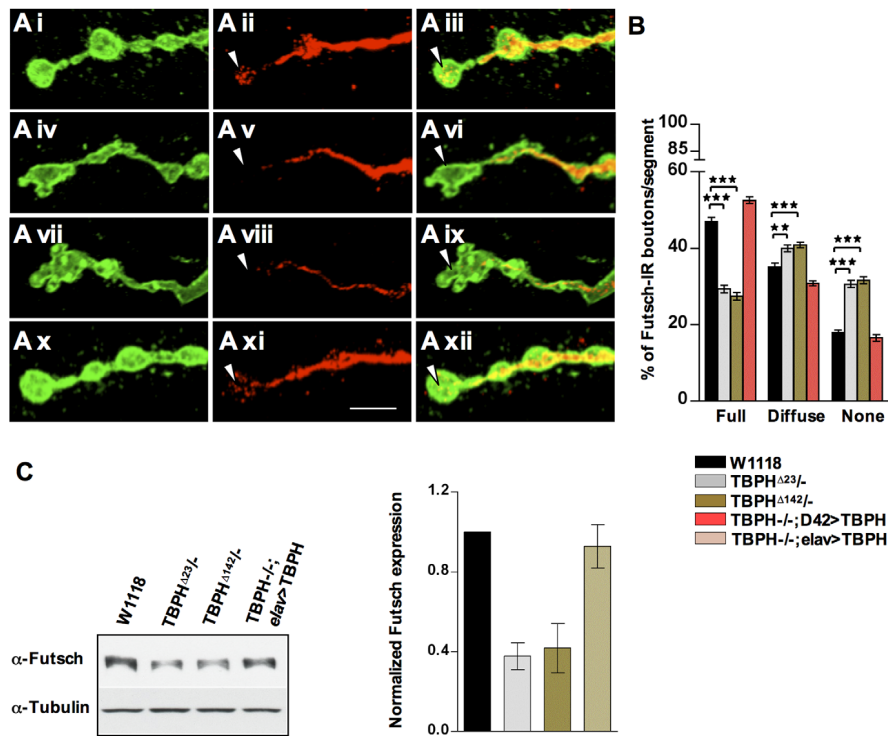 A i
A ii
A iii
A iv
A v
A vi
A vii
A viii
A ix
A x
A xi
A xii
B
% of Futsch-IR boutons/segment
100
85
60
40
20
0
★★★
★★★
★★★
★★
★★★
★★★
Full Diffuse None
W1118
TBPHΔ23/-
TBPHΔ142/-
TBPH-/-;D42>TBPH
TBPH-/-;elav>TBPH
C
W1118
TBPHΔ23/-
TBPHΔ142/-
TBPH-/-;
elav>TBPH
α-Futsch
α-Tubulin
Normalized Futsch expression
1.2
0.8
0.4
0.0